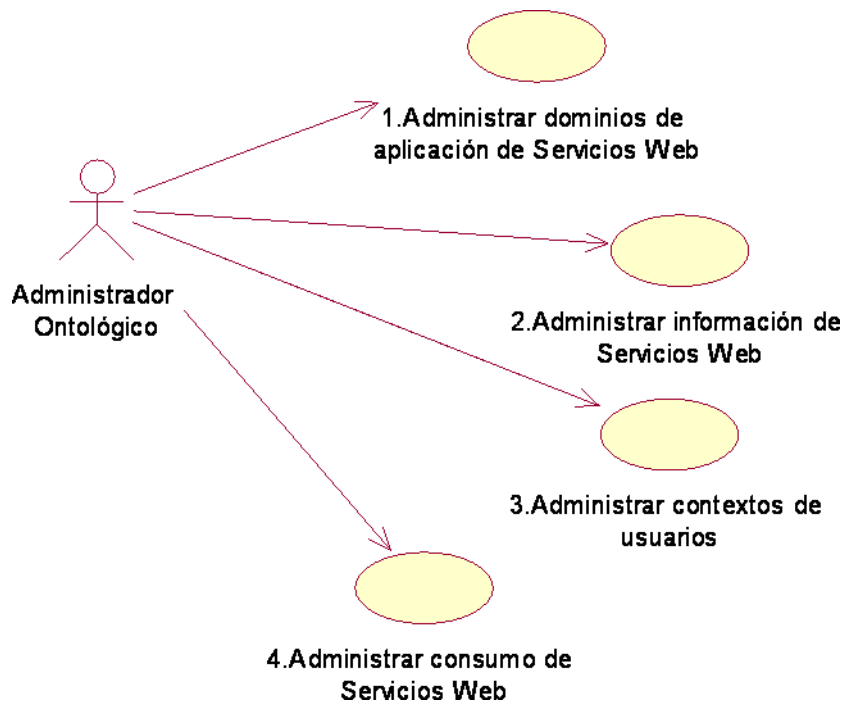 1.Administrar dominios de
aplicación de Servicios Web
Administrador
Ontológico
2.Administrar información de
Servicios Web
3.Administrar contextos de
usuarios
4.Administrar consumo de
Servicios Web